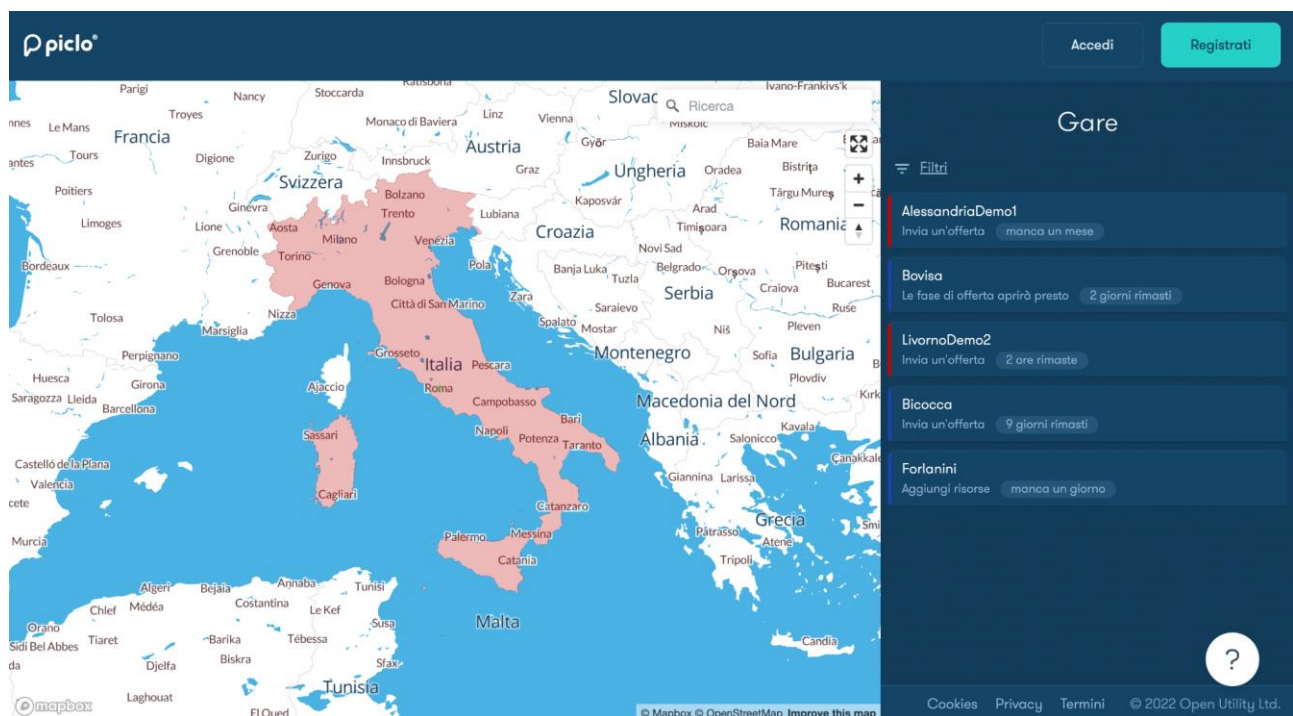 piclo®
Accedi
Registrati
Ricerca
Parigi
Nancy
Stoccarda
Slovac
Ivano-Frankivs'k
Le Mans
Troyes
Monaco di Baviera
Linz
Vienna
Francia
Austria
Győr
Baia Mare
Tours
Digione
Zurigo
Innsbruck
Graz
Ungheria
Oradea
Bistrița
Poitiers
Svizzera
Bolzano
Kaposvár
Târgu Mureș
Limoges
Ginevra
Trento
Lubiana
Arad
Lione
Aosta
Milano
Venezia
Croazia
Timișoara
Romania
Grenoble
Torino
Novi Sad
Bordeaux
Genova
Bologna
Pola
Banja Luka
Tuzla
Belgrado
Orșova
Pitești
Craiova
Bucarest
Città di San Marino
Zara
Serbia
Tolosa
Nizza
Saraievo
Ruse
Marsiglia
Spalato
Mostar
Niš
Pleven
Perpignano
Grosseto
Italia
Pescara
Montenegro
Sofia
Bulgaria
Huesca
Girona
Ajaccio
Roma
Plovdiv
Saragozza
Lleida
Barcellona
Campobasso
Macedonia del Nord
Bari
Sassari
Napoli
Potenza
Taranto
Albania
Salonicco
Kavala
Castelló de la Plana
Çanakkale
Valencia
Cagliari
Giannina
Larissa
Catanzaro
Murcia
Palermo
Messina
Grecia
Patrasso
Atene
Catania
Tripoli
Algeri
Bejaia
Annaba
Tunisi
Chlef
Médéa
Costantina
Le Kef
Malta
Orano
Susa
Sidi Bel Abbes
Tiaret
Barika
Tébessa
Candia
Djelfa
Biskra
Sfax
Laghouat
Tunisia
El Oued
mapbox
© Mapbox © OpenStreetMap Improve this map
Gare
Filtri
AlessandriaDemo1
Invia un'offerta manca un mese
Bovisa
Le fase di offerta aprirà presto 2 giorni rimasti
LivornoDemo2
Invia un'offerta 2 ore rimaste
Bicocca
Invia un'offerta 9 giorni rimasti
Forlanini
Aggiungi risorse manca un giorno
?
Cookies Privacy Termini © 2022 Open Utility Ltd.